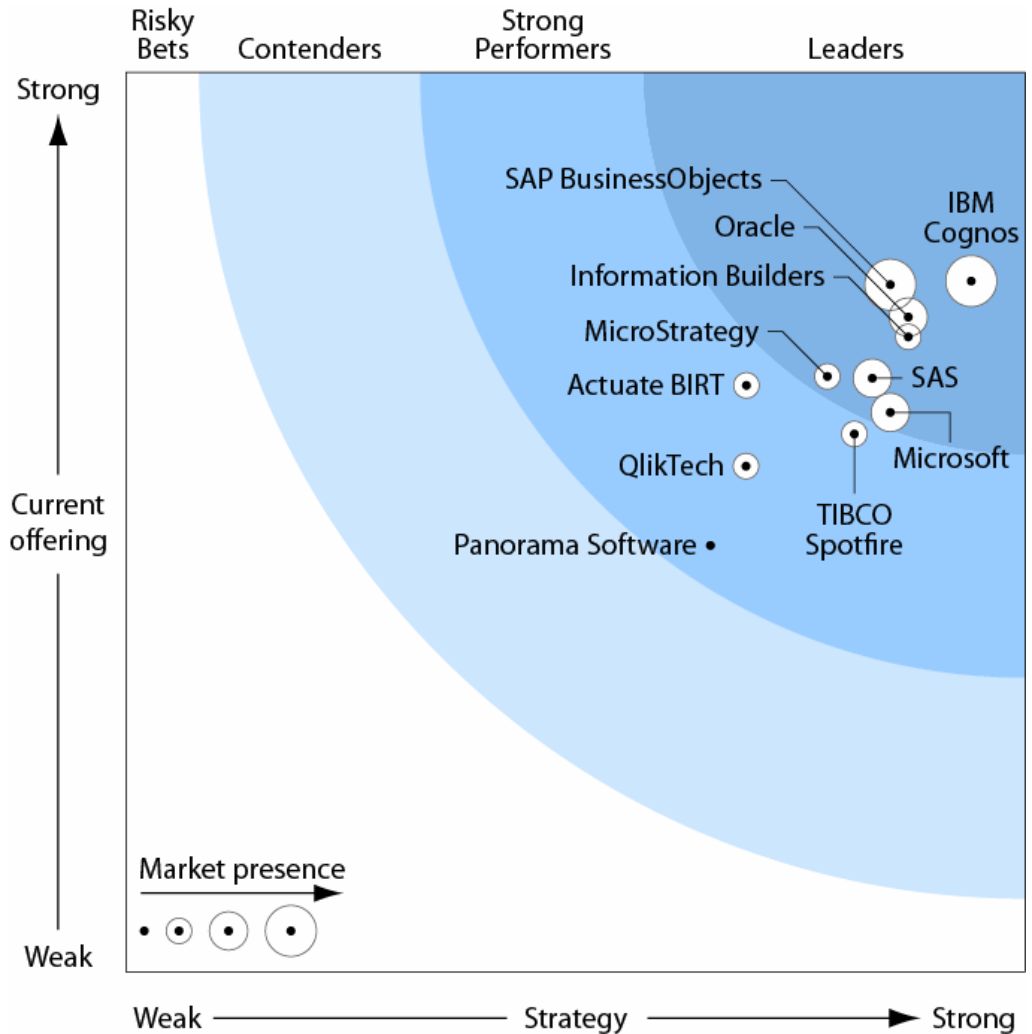 Risky
Bets
Contenders
Strong
Performers
Leaders
Strong
SAP BusinessObjects
IBM
Cognos
Oracle
Information Builders
MicroStrategy
Actuate BIRT
SAS
QlikTech
Microsoft
Current
offering
TIBCO
Spotfire
Panorama Software
Market presence
Weak
Weak
Strategy
Strong